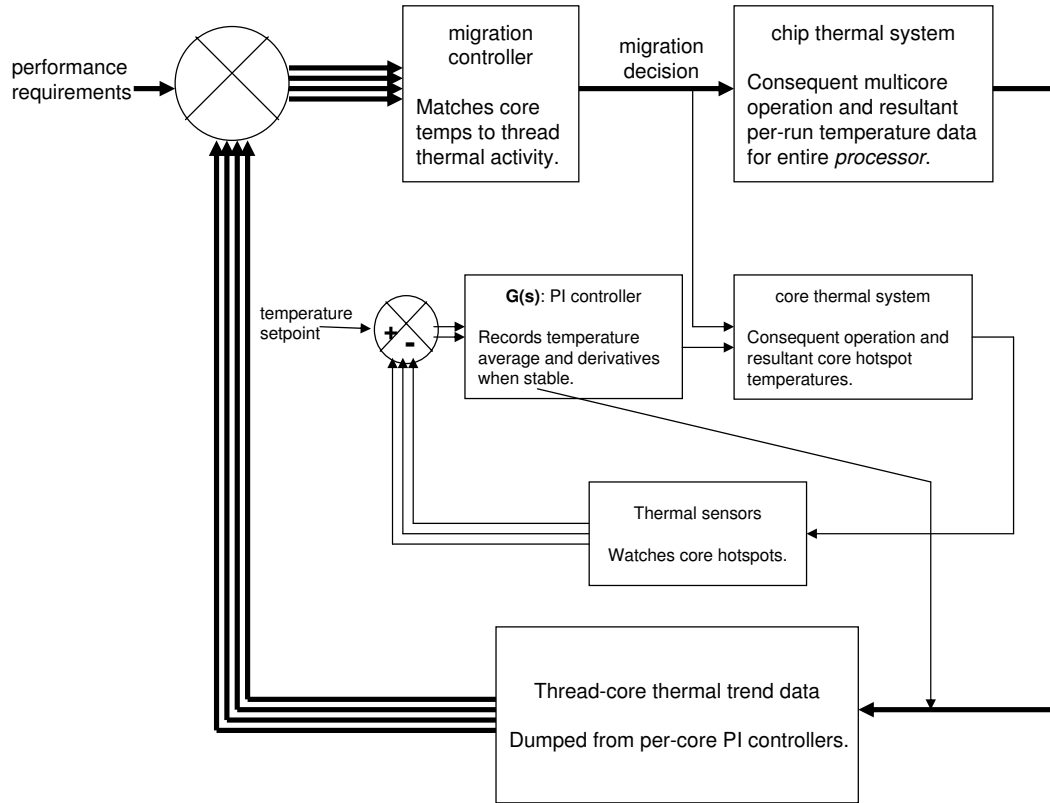 performance
requirements
migration
controller
Matches core
temps to thread
thermal activity.
migration
decision
chip thermal system
Consequent multicore
operation and resultant
per-run temperature data
for entire processor.
temperature
setpoint
+
-
G(s): PI controller
Records temperature
average and derivatives
when stable.
core thermal system
Consequent operation and
resultant core hotspot
temperatures.
Thermal sensors
Watches core hotspots.
Thread-core thermal trend data
Dumped from per-core PI controllers.